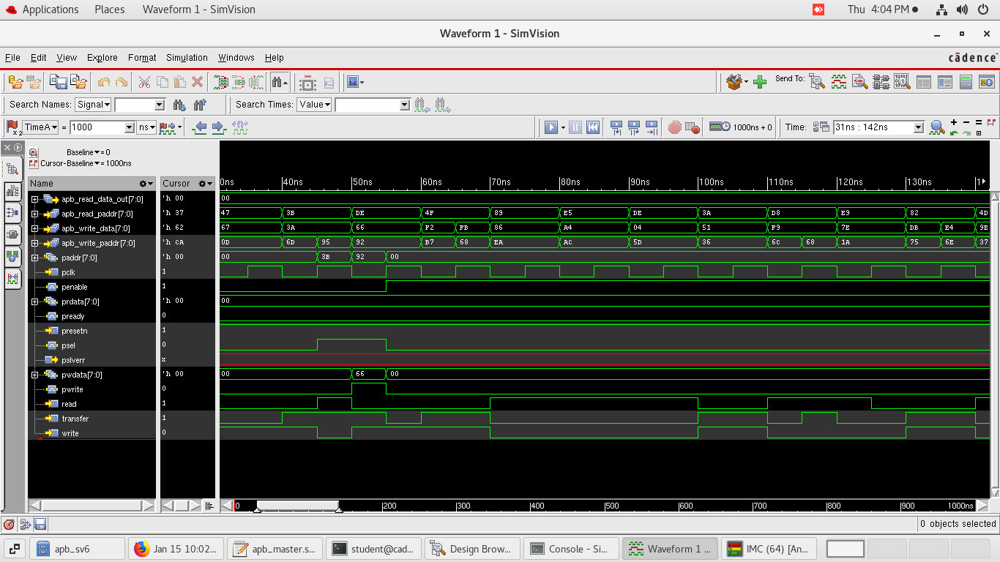 Applications Places Waveform 1 - SimVision Thu 4:04 PM
Waveform 1 - SimVision
File Edit View Explore Format Simulation Windows Help cādence
Send To:
Search Names: Signal Search Times: Value
TimeA = 1000 ns 1000ns + 0 Time: 31ns : 142ns
Baseline = 0
Cursor-Baseline = 1000ns
Name Cursor 0ns 40ns 50ns 60ns 70ns 80ns 90ns 100ns 110ns 120ns 130ns 1
apb_read_data_out[7:0] 'h 00 00
apb_read_paddr[7:0] 'h 37 47 3B DE 4F 89 E5 DE 3A D8 E9 82 4D
apb_write_data[7:0] 'h 62 67 3A 66 F2 FB 86 A4 04 51 F9 7E DB E4 9E
apb_write_paddr[7:0] 'h CA 0D 6D 95 92 B7 68 EA AC 5D 36 6C 68 1A 75 6E 37
paddr[7:0] 'h 00 00 3B 92 00
pclk 1
penable 1
prdata[7:0] 'h 00 00
pready 0
presetn 1
psel 0
pslverr x
pwdata[7:0] 'h 00 00 66 00
pwrite 0
read 1
transfer 1
write 0
0 200 300 400 500 600 700 800 900 1000ns
0 objects selected
apb_sv6 Jan 15 10:02... apb_master.s... student@cad... Design Brow... Console - Si... Waveform 1 ... IMC (64) [An...